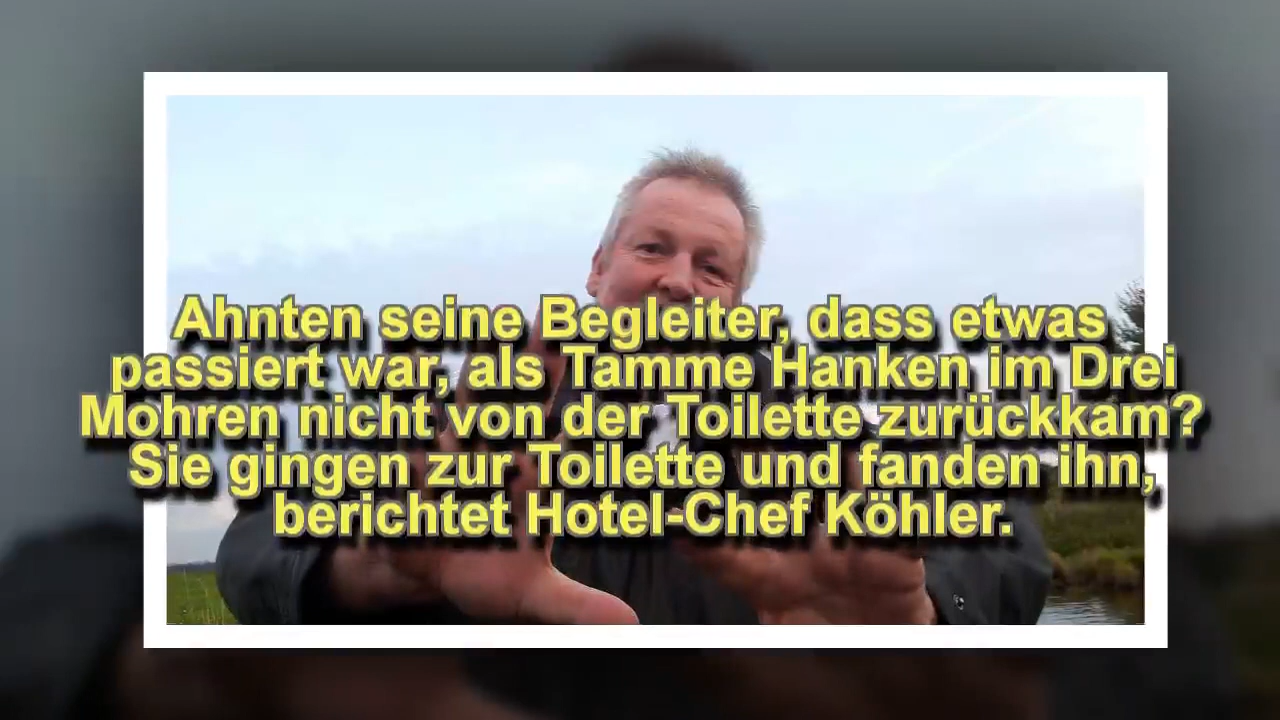 Ahnten seine Begleiter, dass etwas
passiert war, als Tamme Hanken im Drei
Mohren nicht von der Toilette zurückkam?
Sie gingen zur Toilette und fanden ihn,
berichtet Hotel-Chef Köhler.